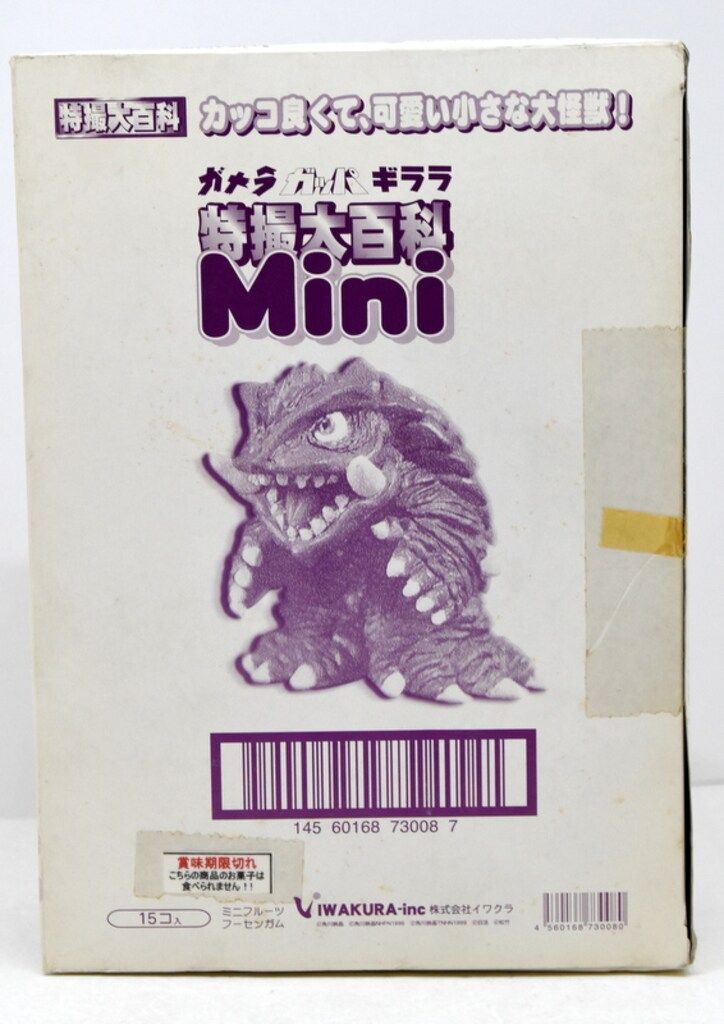 特撮大百科 カッコ良くて、可愛い小さな大怪獣!
ガメラ ガッパ ギララ
特撮大百科
Mini
145 60168 73008 7
賞味期限切れ
こちらの商品のお菓子は
食べられません!!
15コ入
ミニフルーツ
フーセンガム
IWAKURA-inc 株式会社イワクラ
4 560168 730080